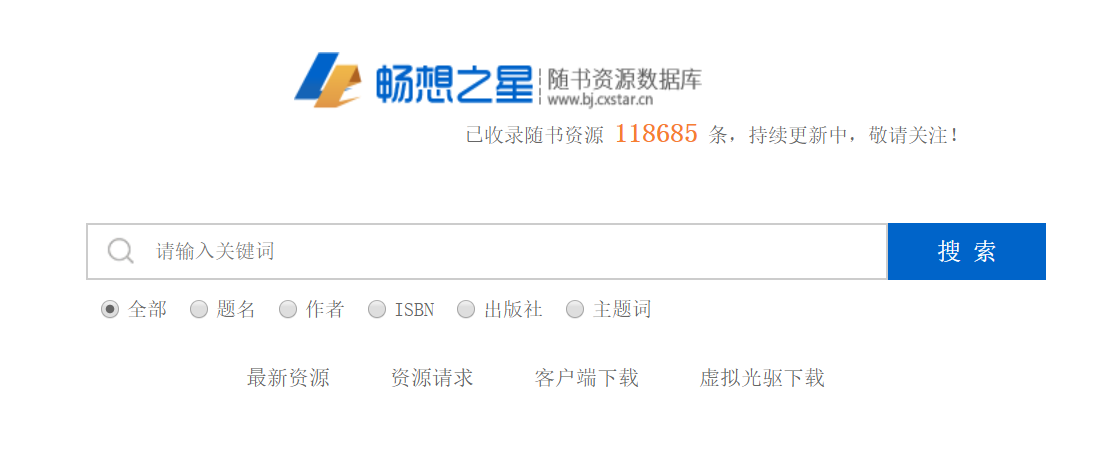 畅想之星 随书资源数据库
www.bj.cxstar.cn
已收录随书资源 118685 条，持续更新中，敬请关注！
请输入关键词 搜 索
全部 题名 作者 ISBN 出版社 主题词
最新资源 资源请求 客户端下载 虚拟光驱下载